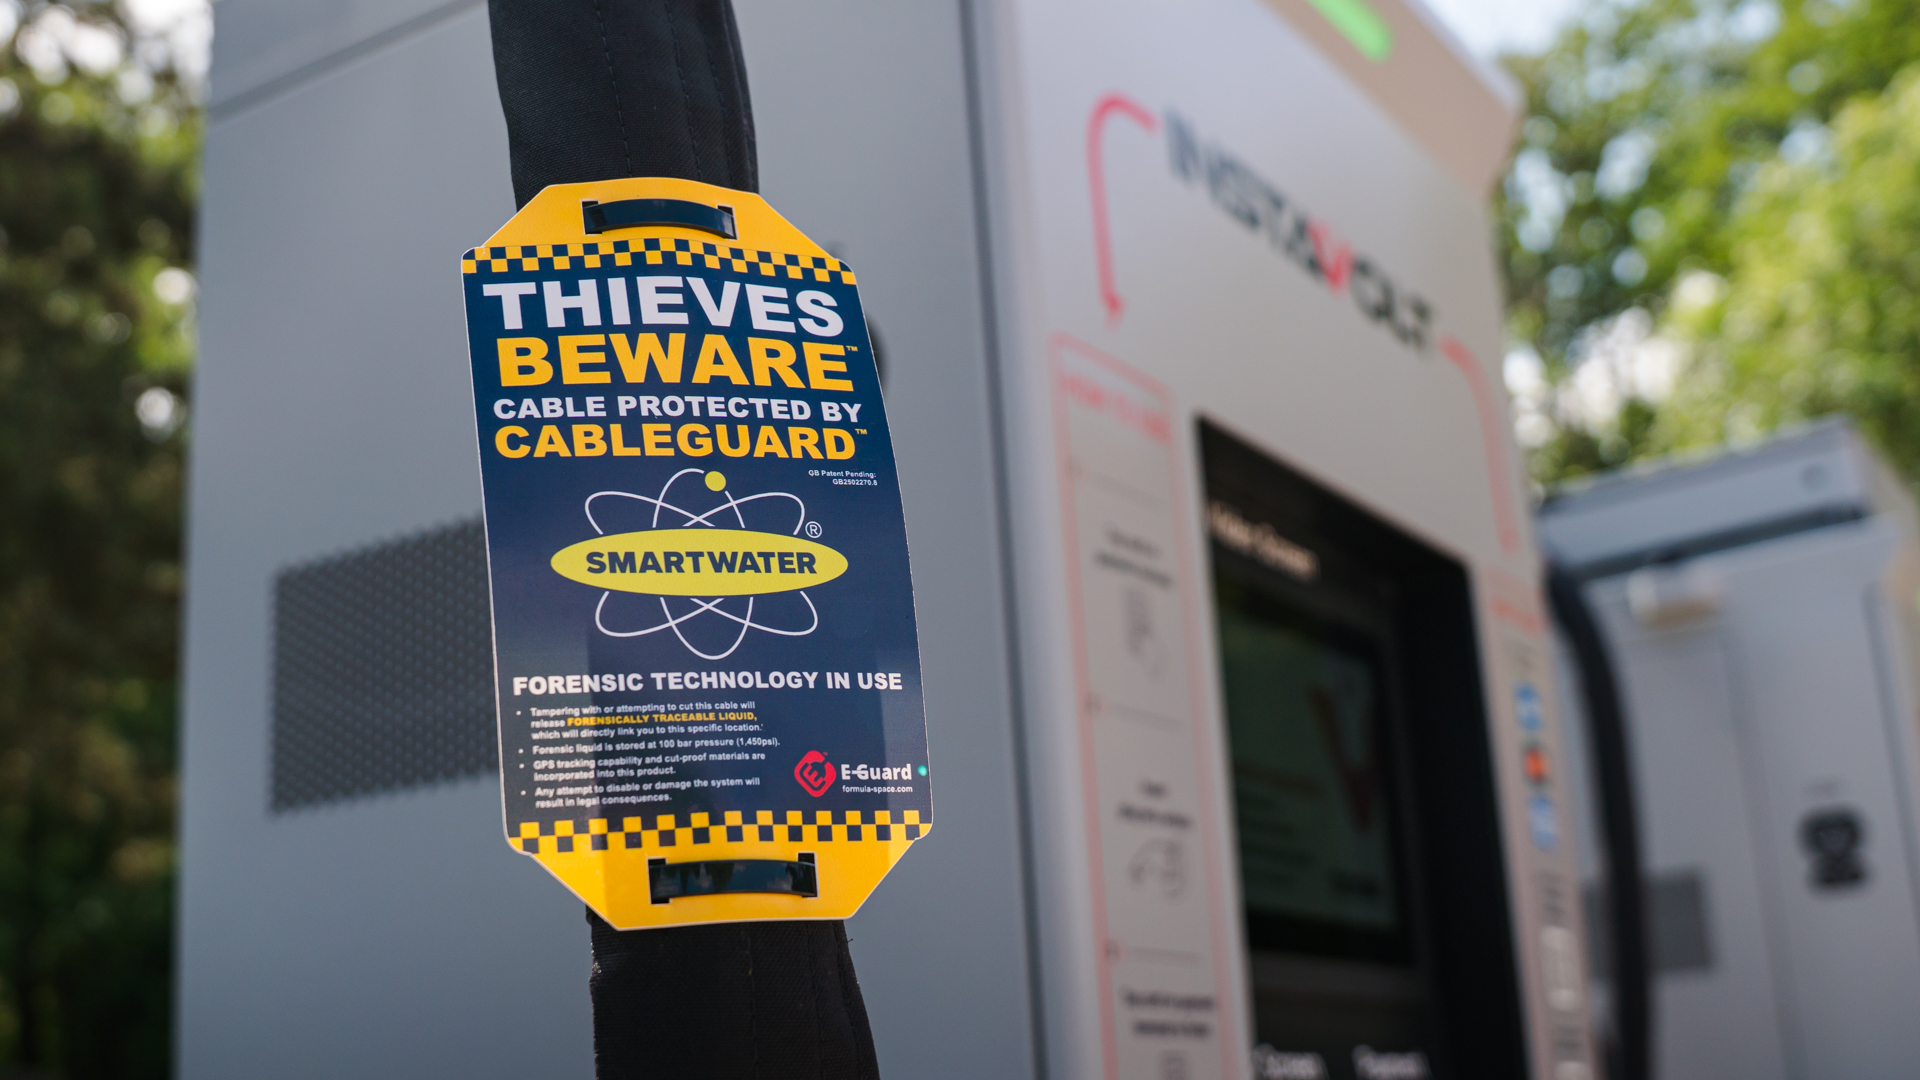 THIEVES
BEWARE™
CABLE PROTECTED BY
CABLEGUARD™
GB Patent Pending:
GB2502270.8
®
SMARTWATER
FORENSIC TECHNOLOGY IN USE
• Tampering with or attempting to cut this cable will
release FORENSICALLY TRACEABLE LIQUID,
which will directly link you to this specific location.
• Forensic liquid is stored at 100 bar pressure (1,450psi).
• GPS tracking capability and cut-proof materials are
incorporated into this product.
• Any attempt to disable or damage the system will
result in legal consequences.
E-Guard
formula-space.com
INSTAVOLT